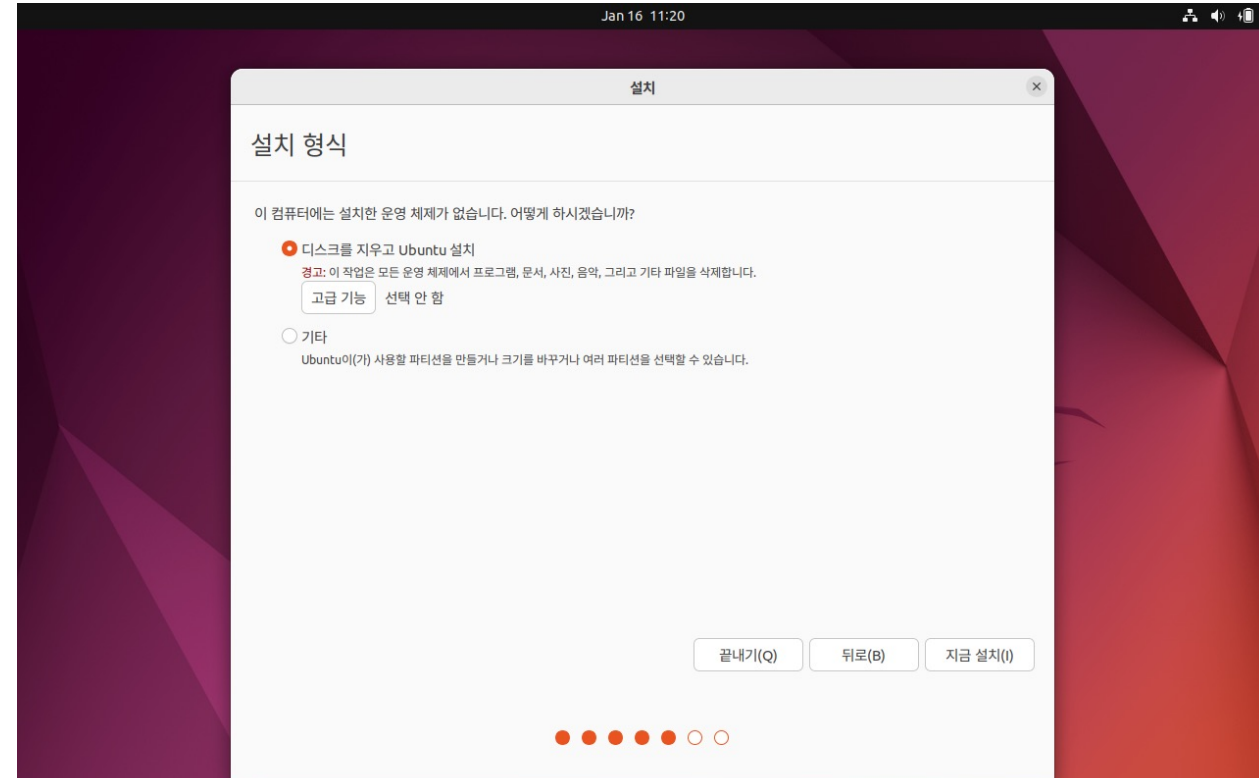 Jan 16 11:20
설치
설치 형식
이 컴퓨터에는 설치한 운영 체제가 없습니다. 어떻게 하시겠습니까?
디스크를 지우고 Ubuntu 설치
경고: 이 작업은 모든 운영 체제에서 프로그램, 문서, 사진, 음악, 그리고 기타 파일을 삭제합니다.
고급 기능 선택 안 함
기타
Ubuntu이(가) 사용할 파티션을 만들거나 크기를 바꾸거나 여러 파티션을 선택할 수 있습니다.
끝내기(Q) 뒤로(B) 지금 설치(I)